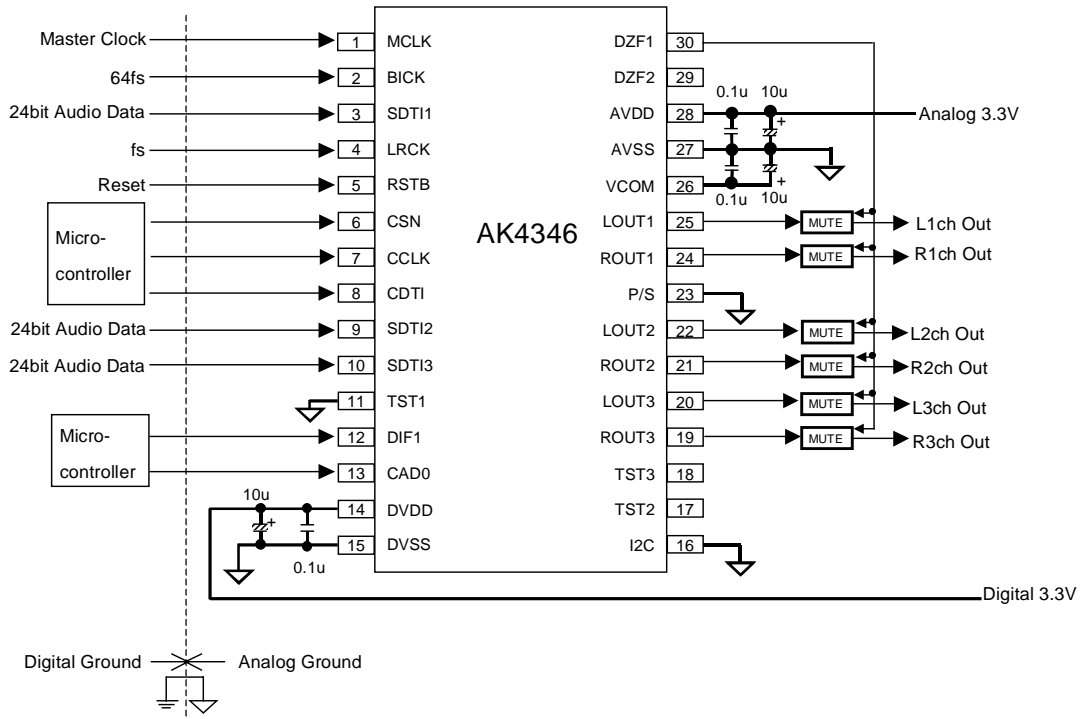 Master Clock
1
MCLK
DZF1
30
64fs
2
BICK
DZF2
29
0.1u
10u
24bit Audio Data
3
SDTI1
AVDD
28
+
Analog 3.3V
fs
4
LRCK
AVSS
27
Reset
5
RSTB
VCOM
26
+
0.1u
10u
Micro-
controller
6
CSN
AK4346
LOUT1
25
MUTE
L1ch Out
7
CCLK
ROUT1
24
MUTE
R1ch Out
8
CDTI
P/S
23
24bit Audio Data
9
SDTI2
LOUT2
22
MUTE
L2ch Out
24bit Audio Data
10
SDTI3
ROUT2
21
MUTE
R2ch Out
11
TST1
LOUT3
20
MUTE
L3ch Out
Micro-
controller
12
DIF1
ROUT3
19
MUTE
R3ch Out
13
CAD0
TST3
18
10u
+
0.1u
14
DVDD
TST2
17
15
DVSS
I2C
16
Digital 3.3V
Digital Ground
Analog Ground